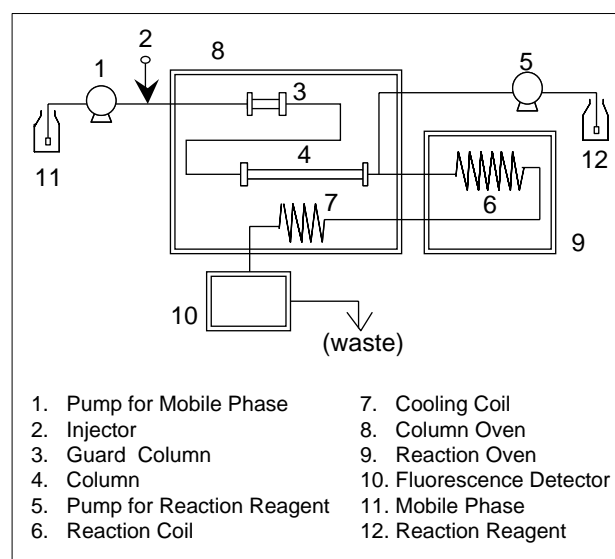 2
8
1
3
5
4
11
12
7
6
9
10
(waste)
1. Pump for Mobile Phase
2. Injector
3. Guard Column
4. Column
5. Pump for Reaction Reagent
6. Reaction Coil
7. Cooling Coil
8. Column Oven
9. Reaction Oven
10. Fluorescence Detector
11. Mobile Phase
12. Reaction Reagent